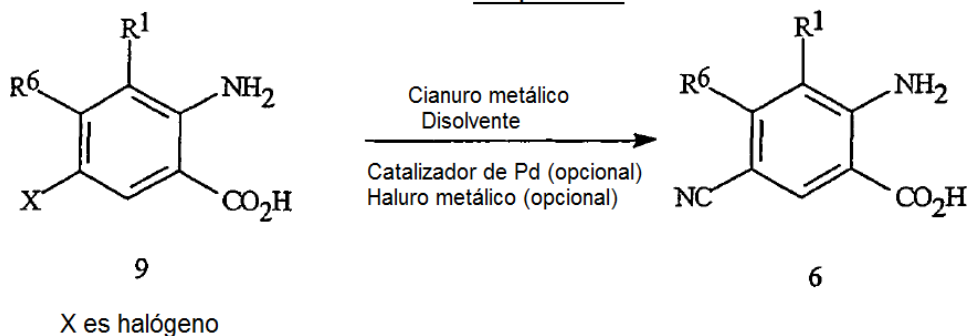 R¹
R⁶
NH₂
X
CO₂H
9
X es halógeno
Cianuro metálico
Disolvente
Catalizador de Pd (opcional)
Haluro metálico (opcional)
R¹
R⁶
NH₂
NC
CO₂H
6